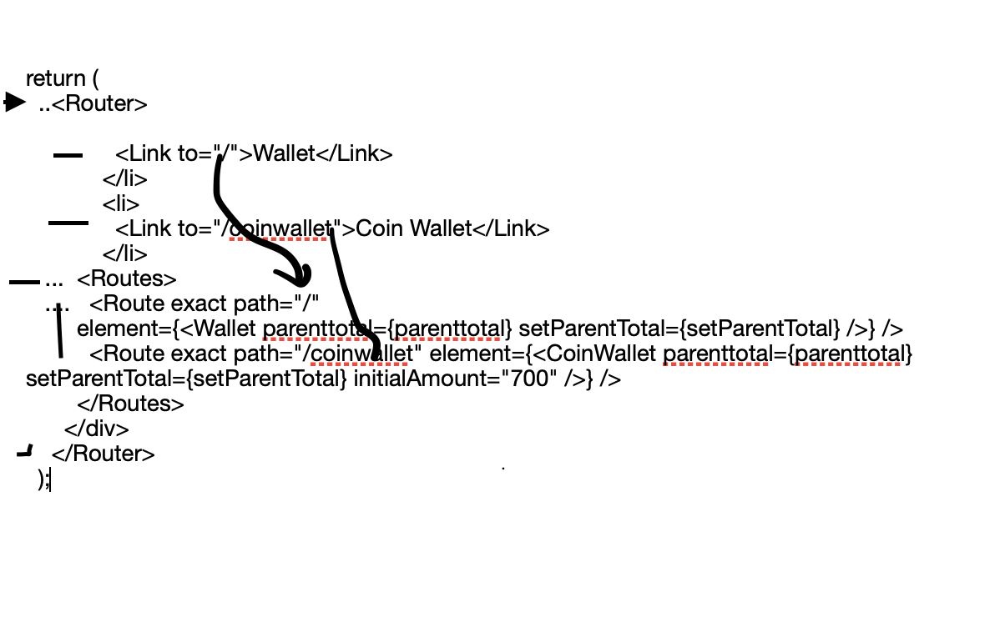 return (
..<Router>
<Link to="/">Wallet</Link>
</li>
<li>
<Link to="/coinwallet">Coin Wallet</Link>
</li>
... <Routes>
.... <Route exact path="/"
element={<Wallet parenttotal={parenttotal} setParentTotal={setParentTotal} />} />
<Route exact path="/coinwallet" element={<CoinWallet parenttotal={parenttotal}
setParentTotal={setParentTotal} initialAmount="700" />} />
</Routes>
</div>
</Router>
);